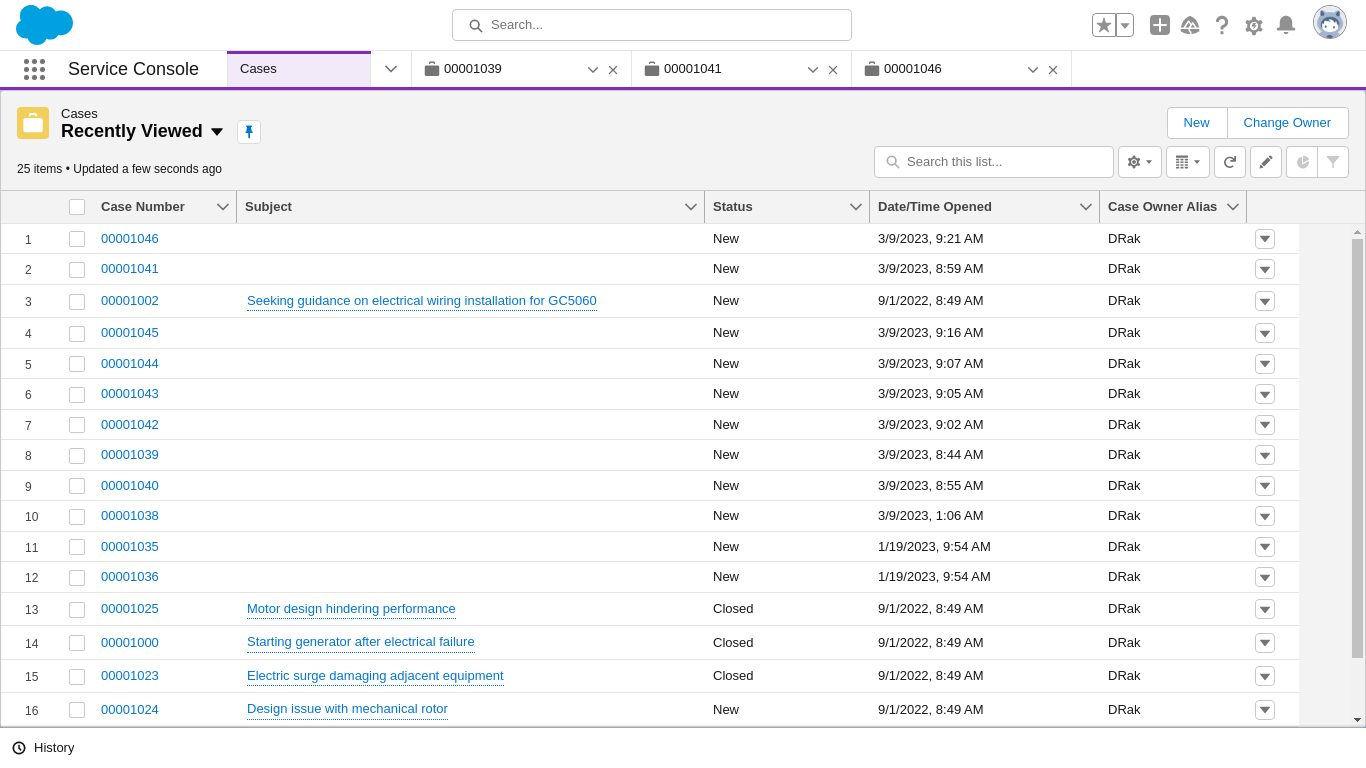 Search...
Service Console
Cases
00001039
00001041
00001046
Cases
Recently Viewed
New
Change Owner
25 items • Updated a few seconds ago
Search this list...
Case Number Subject Status Date/Time Opened Case Owner Alias
1 00001046 New 3/9/2023, 9:21 AM DRak
2 00001041 New 3/9/2023, 8:59 AM DRak
3 00001002 Seeking guidance on electrical wiring installation for GC5060 New 9/1/2022, 8:49 AM DRak
4 00001045 New 3/9/2023, 9:16 AM DRak
5 00001044 New 3/9/2023, 9:07 AM DRak
6 00001043 New 3/9/2023, 9:05 AM DRak
7 00001042 New 3/9/2023, 9:02 AM DRak
8 00001039 New 3/9/2023, 8:44 AM DRak
9 00001040 New 3/9/2023, 8:55 AM DRak
10 00001038 New 3/9/2023, 1:06 AM DRak
11 00001035 New 1/19/2023, 9:54 AM DRak
12 00001036 New 1/19/2023, 9:54 AM DRak
13 00001025 Motor design hindering performance Closed 9/1/2022, 8:49 AM DRak
14 00001000 Starting generator after electrical failure Closed 9/1/2022, 8:49 AM DRak
15 00001023 Electric surge damaging adjacent equipment Closed 9/1/2022, 8:49 AM DRak
16 00001024 Design issue with mechanical rotor New 9/1/2022, 8:49 AM DRak
History